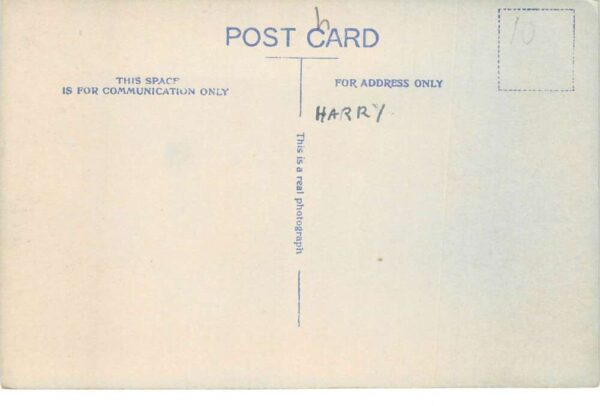 h
POST CARD
10
THIS SPACE
IS FOR COMMUNICATION ONLY
FOR ADDRESS ONLY
HARRY.
This is a real photograph